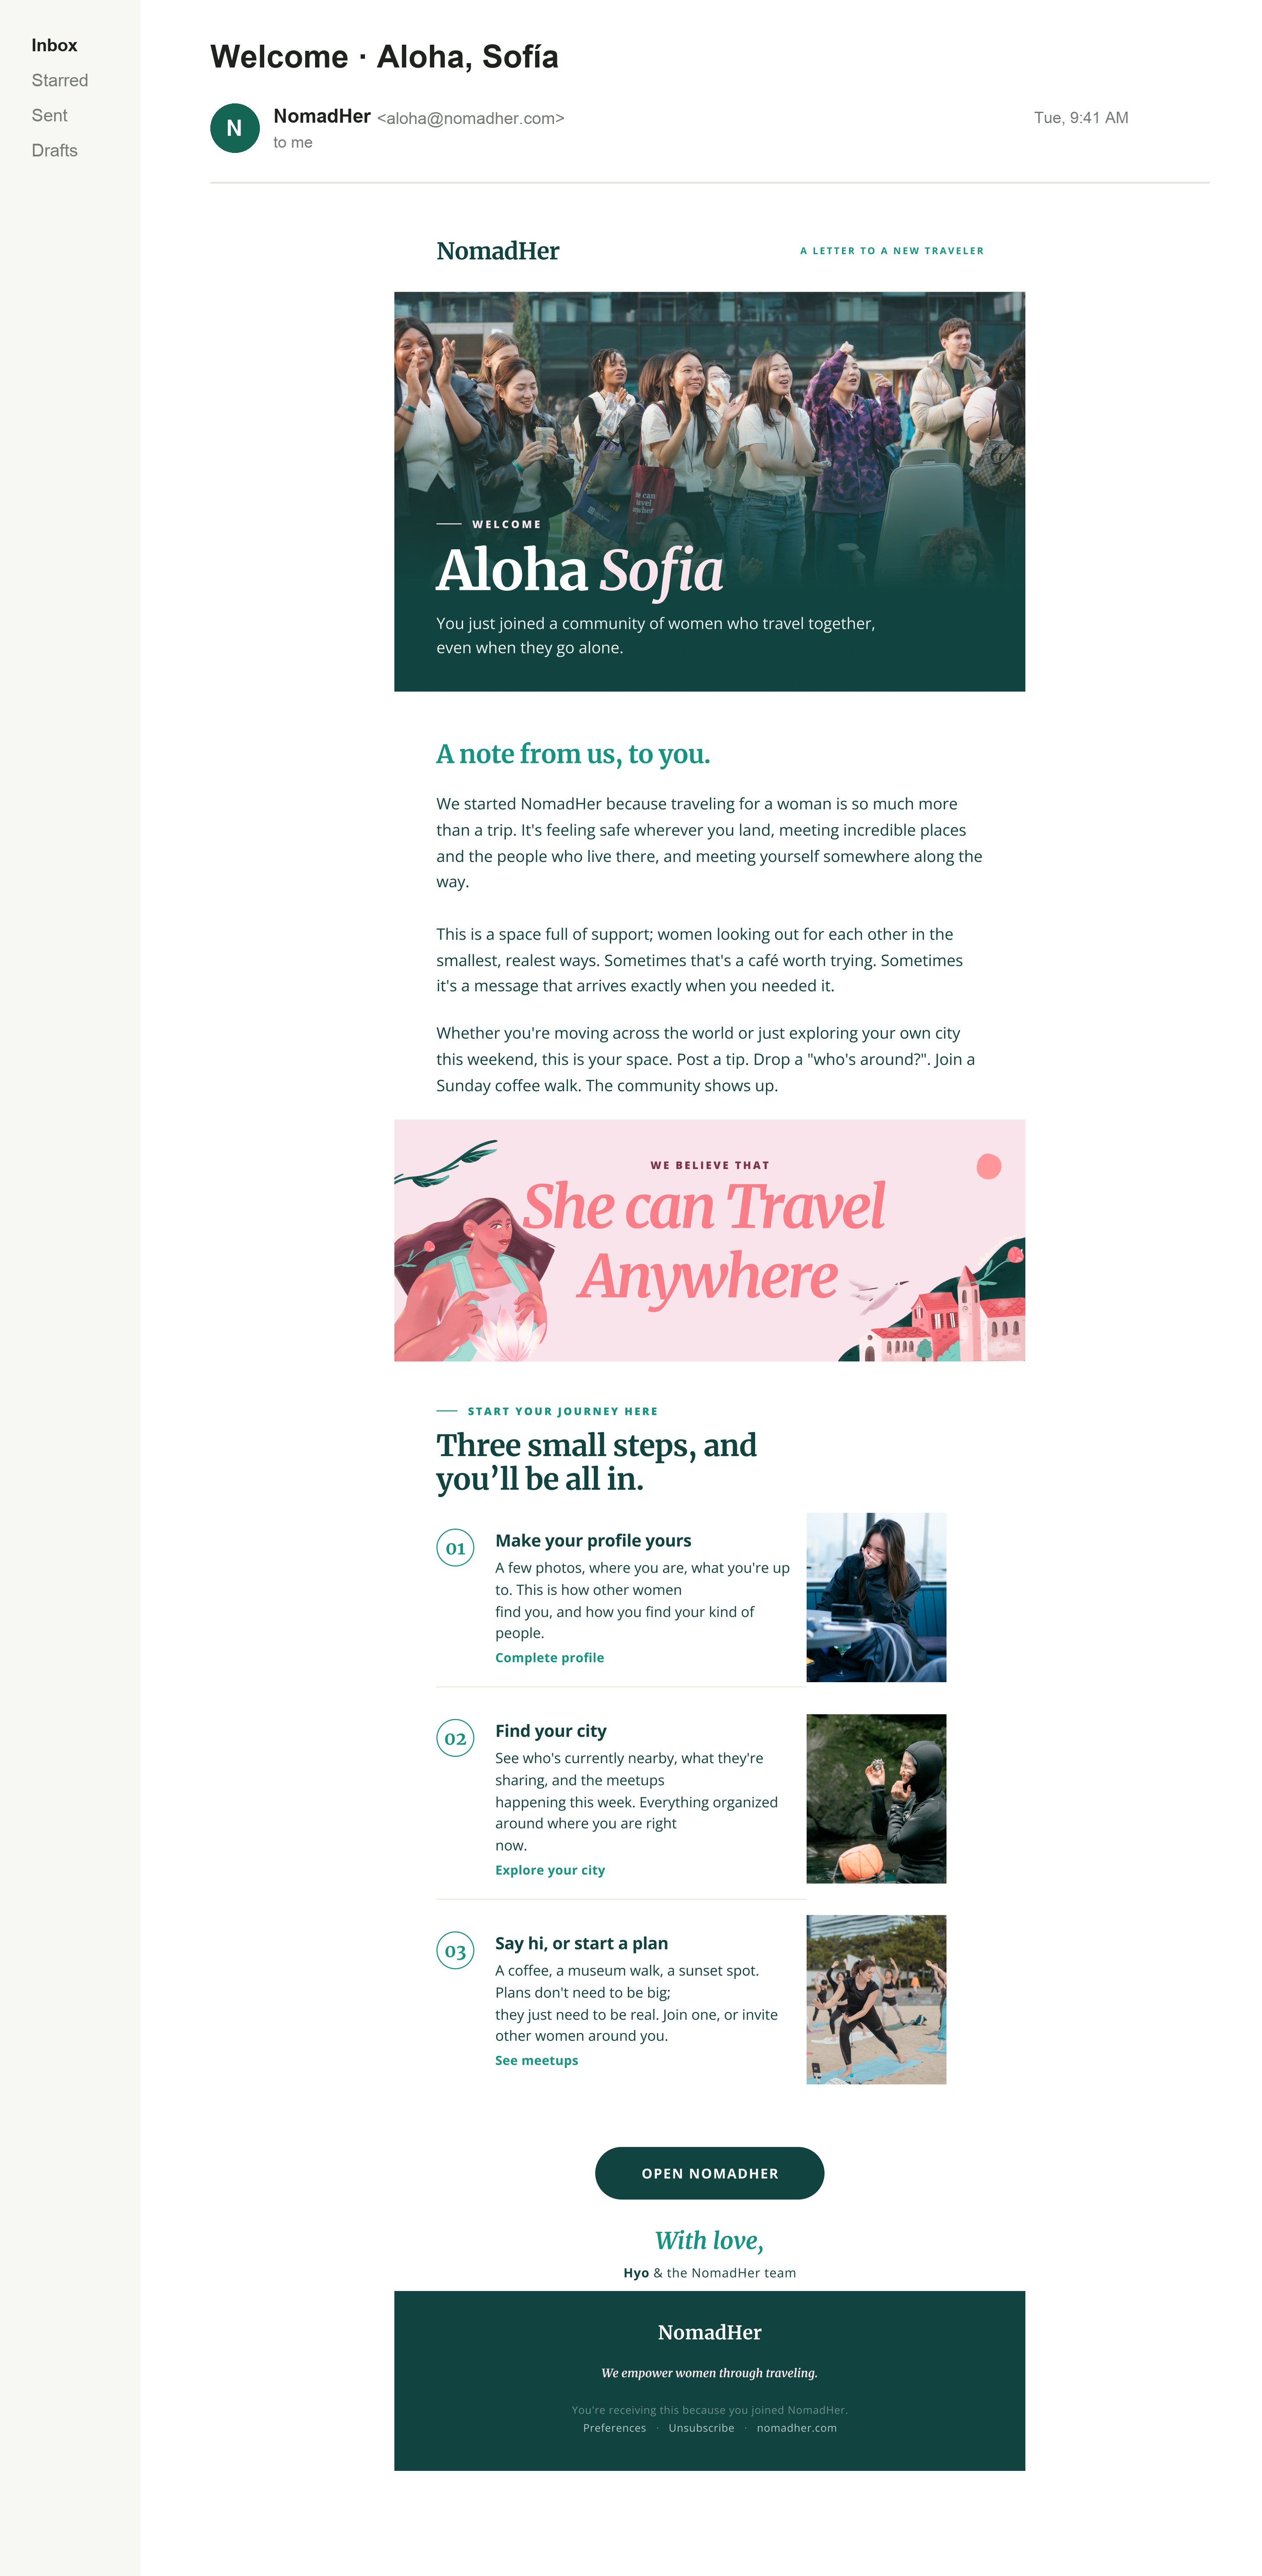 Inbox
Starred
Sent
Drafts
Welcome · Aloha, Sofía
N
NomadHer <aloha@nomadher.com>
Tue, 9:41 AM
to me
NomadHer
A LETTER TO A NEW TRAVELER
WELCOME
Aloha Sofia
You just joined a community of women who travel together,
even when they go alone.
A note from us, to you.
We started NomadHer because traveling for a woman is so much more
than a trip. It's feeling safe wherever you land, meeting incredible places
and the people who live there, and meeting yourself somewhere along the
way.
This is a space full of support; women looking out for each other in the
smallest, realest ways. Sometimes that's a café worth trying. Sometimes
it's a message that arrives exactly when you needed it.
Whether you're moving across the world or just exploring your own city
this weekend, this is your space. Post a tip. Drop a "who's around?". Join a
Sunday coffee walk. The community shows up.
WE BELIEVE THAT
She can Travel
Anywhere
START YOUR JOURNEY HERE
Three small steps, and
you’ll be all in.
01
Make your profile yours
A few photos, where you are, what you're up
to. This is how other women
find you, and how you find your kind of
people.
Complete profile
02
Find your city
See who's currently nearby, what they're
sharing, and the meetups
happening this week. Everything organized
around where you are right
now.
Explore your city
03
Say hi, or start a plan
A coffee, a museum walk, a sunset spot.
Plans don't need to be big;
they just need to be real. Join one, or invite
other women around you.
See meetups
OPEN NOMADHER
With love,
Hyo & the NomadHer team
NomadHer
We empower women through traveling.
You're receiving this because you joined NomadHer.
Preferences · Unsubscribe · nomadher.com